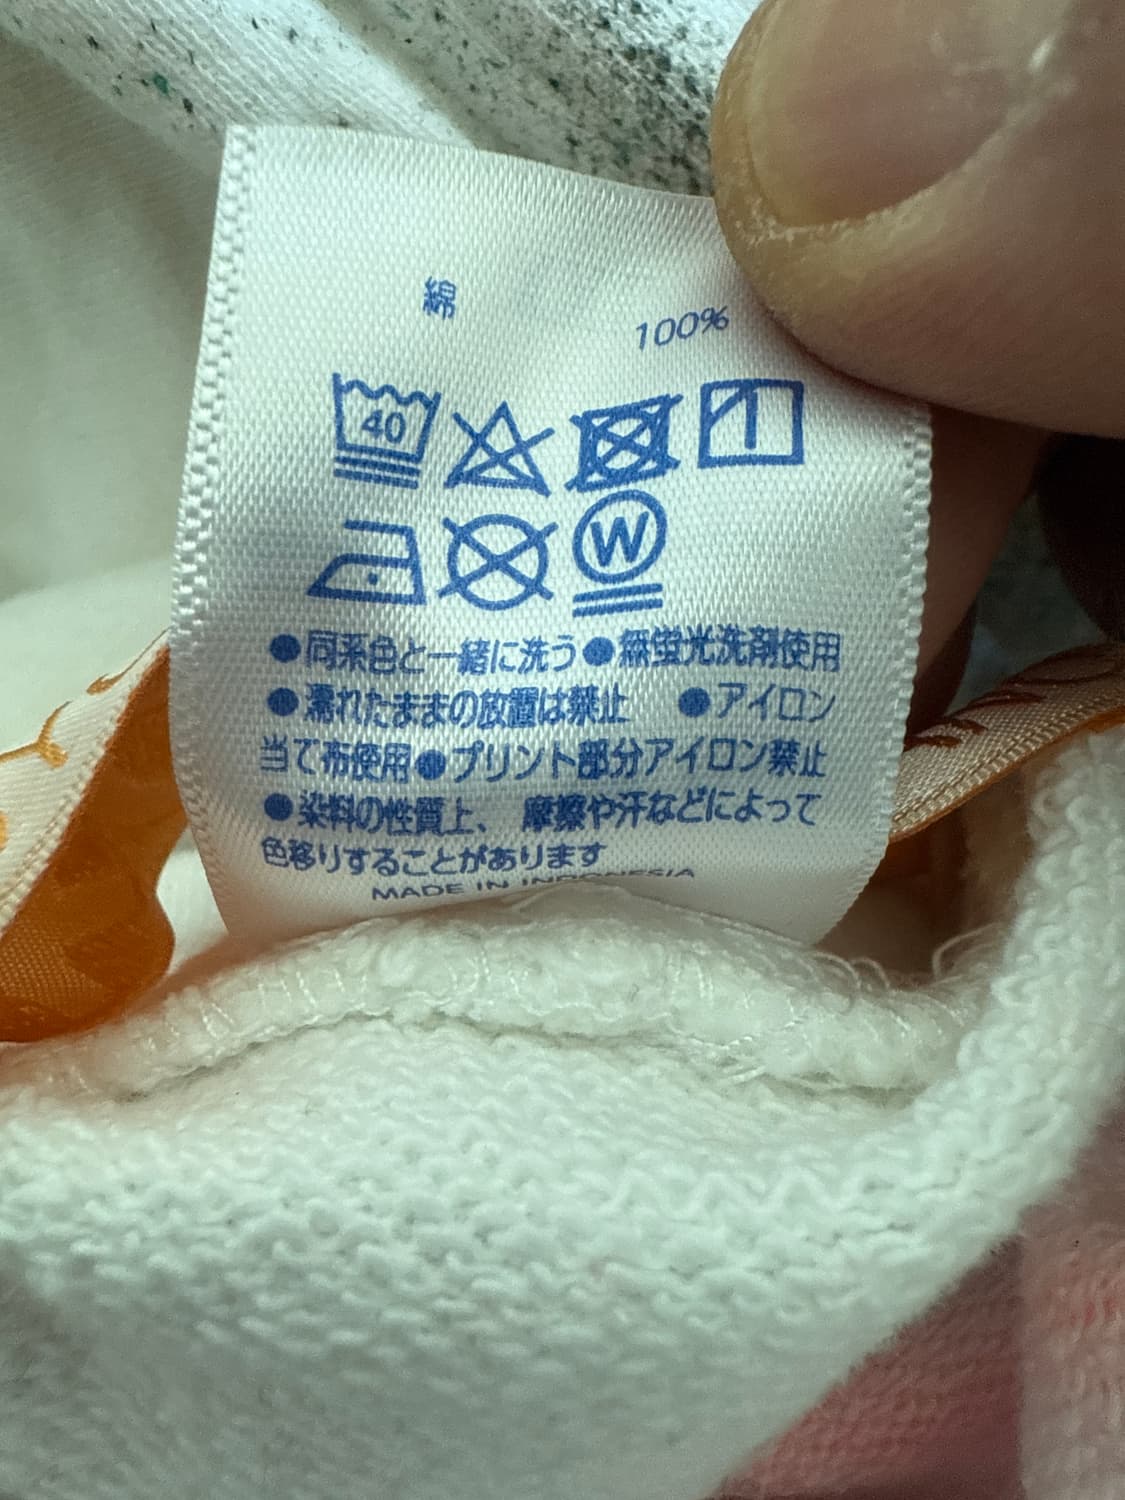 綿 100%
40
W
●同系色と一緒に洗う●無蛍光洗剤使用
●濡れたままの放置は禁止 ●アイロン
当て布使用●プリント部分アイロン禁止
●染料の性質上、 摩擦や汗などによって
色移りすることがあります
MADE IN INDONESIA